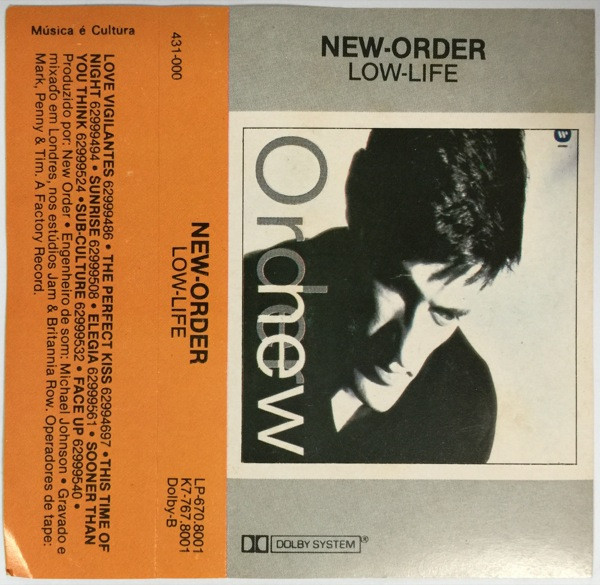 Música é Cultura
LOVE VIGILANTES 62999486 • THE PERFECT KISS 62994697 • THIS TIME OF
NIGHT 62999494 • SUNRISE 62999508 • ELEGIA 62999561 • SOONER THAN
YOU THINK 62999524 •SUB-CULTURE 62999532 • FACE UP 62999540 •
Produzido por: New Order • Engenheiro de som: Michael Johnson • Gravado e
mixado em Londres, nos estúdios Jam & Britannia Row. Operadores de tape:
Mark, Penny & Tim. A Factory Record.
431-000
NEW-ORDER
LOW-LIFE
LP-670.8001
K7-767.8001
Dolby-B
NEW-ORDER
LOW-LIFE
Order
new
DOLBY SYSTEM®